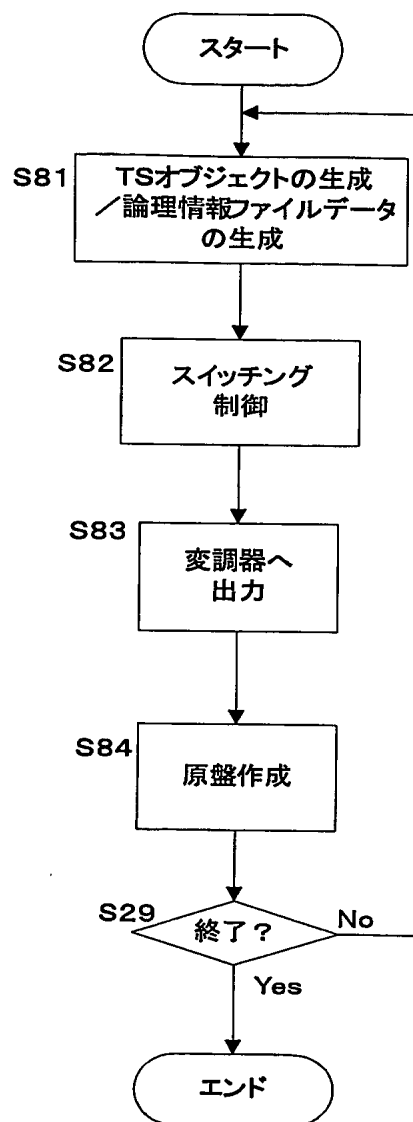 スタート
S81
TSオブジェクトの生成
／論理情報ファイルデータ
の生成
S82
スイッチング
制御
S83
変調器へ
出力
S84
原盤作成
S29
終了？
No
Yes
エンド